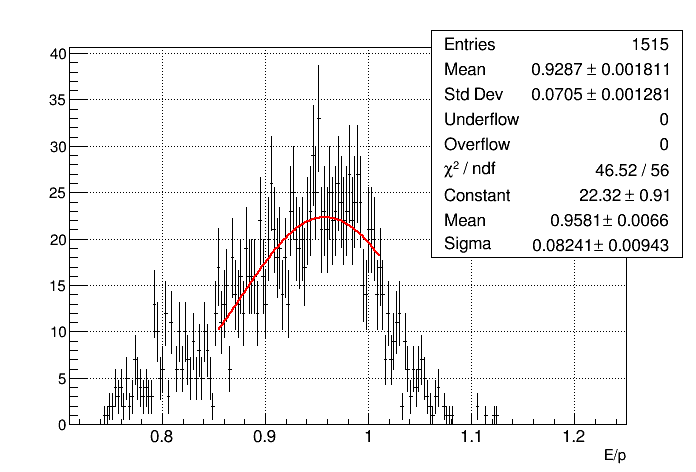 Entries 1515
Mean 0.9287 ± 0.001811
Std Dev 0.0705 ± 0.001281
Underflow 0
Overflow 0
χ² / ndf 46.52 / 56
Constant 22.32 ± 0.91
Mean 0.9581 ± 0.0066
Sigma 0.08241 ± 0.00943
40
35
30
25
20
15
10
5
0
0.8 0.9 1 1.1 1.2
E/p